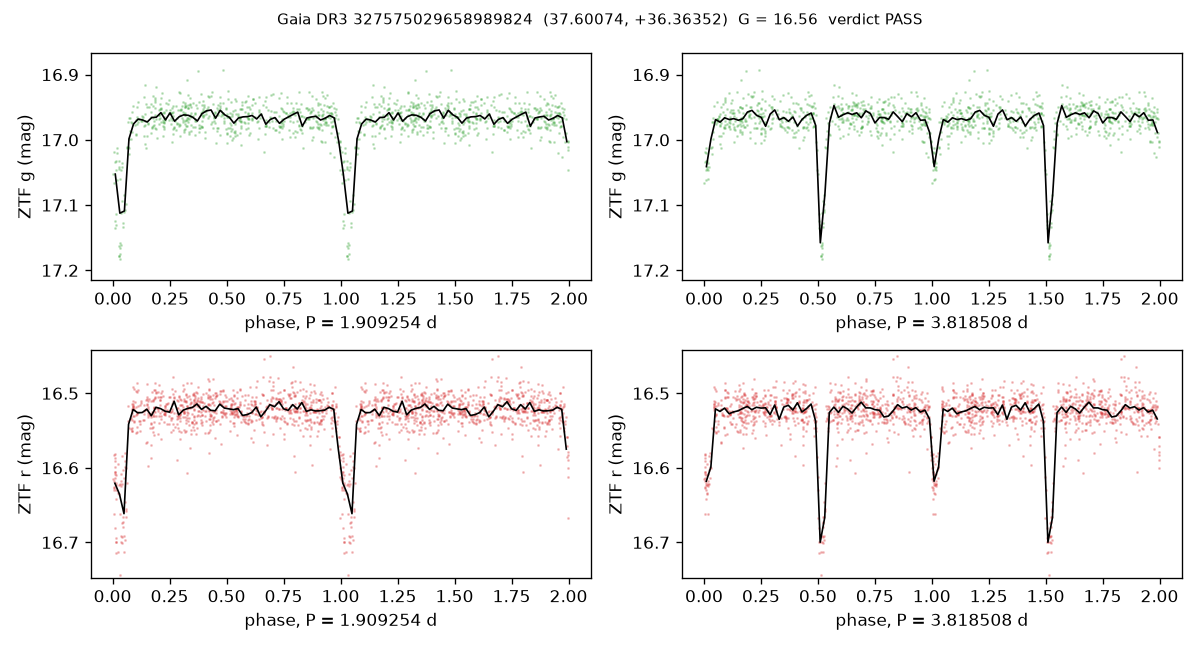 Gaia DR3 327575029658989824 (37.60074, +36.36352) G = 16.56 verdict PASS
ZTF g (mag)
16.9
17.0
17.1
17.2
0.00 0.25 0.50 0.75 1.00 1.25 1.50 1.75 2.00
phase, P = 1.909254 d
ZTF g (mag)
16.9
17.0
17.1
17.2
0.00 0.25 0.50 0.75 1.00 1.25 1.50 1.75 2.00
phase, P = 3.818508 d
ZTF r (mag)
16.5
16.6
16.7
0.00 0.25 0.50 0.75 1.00 1.25 1.50 1.75 2.00
phase, P = 1.909254 d
ZTF r (mag)
16.5
16.6
16.7
0.00 0.25 0.50 0.75 1.00 1.25 1.50 1.75 2.00
phase, P = 3.818508 d